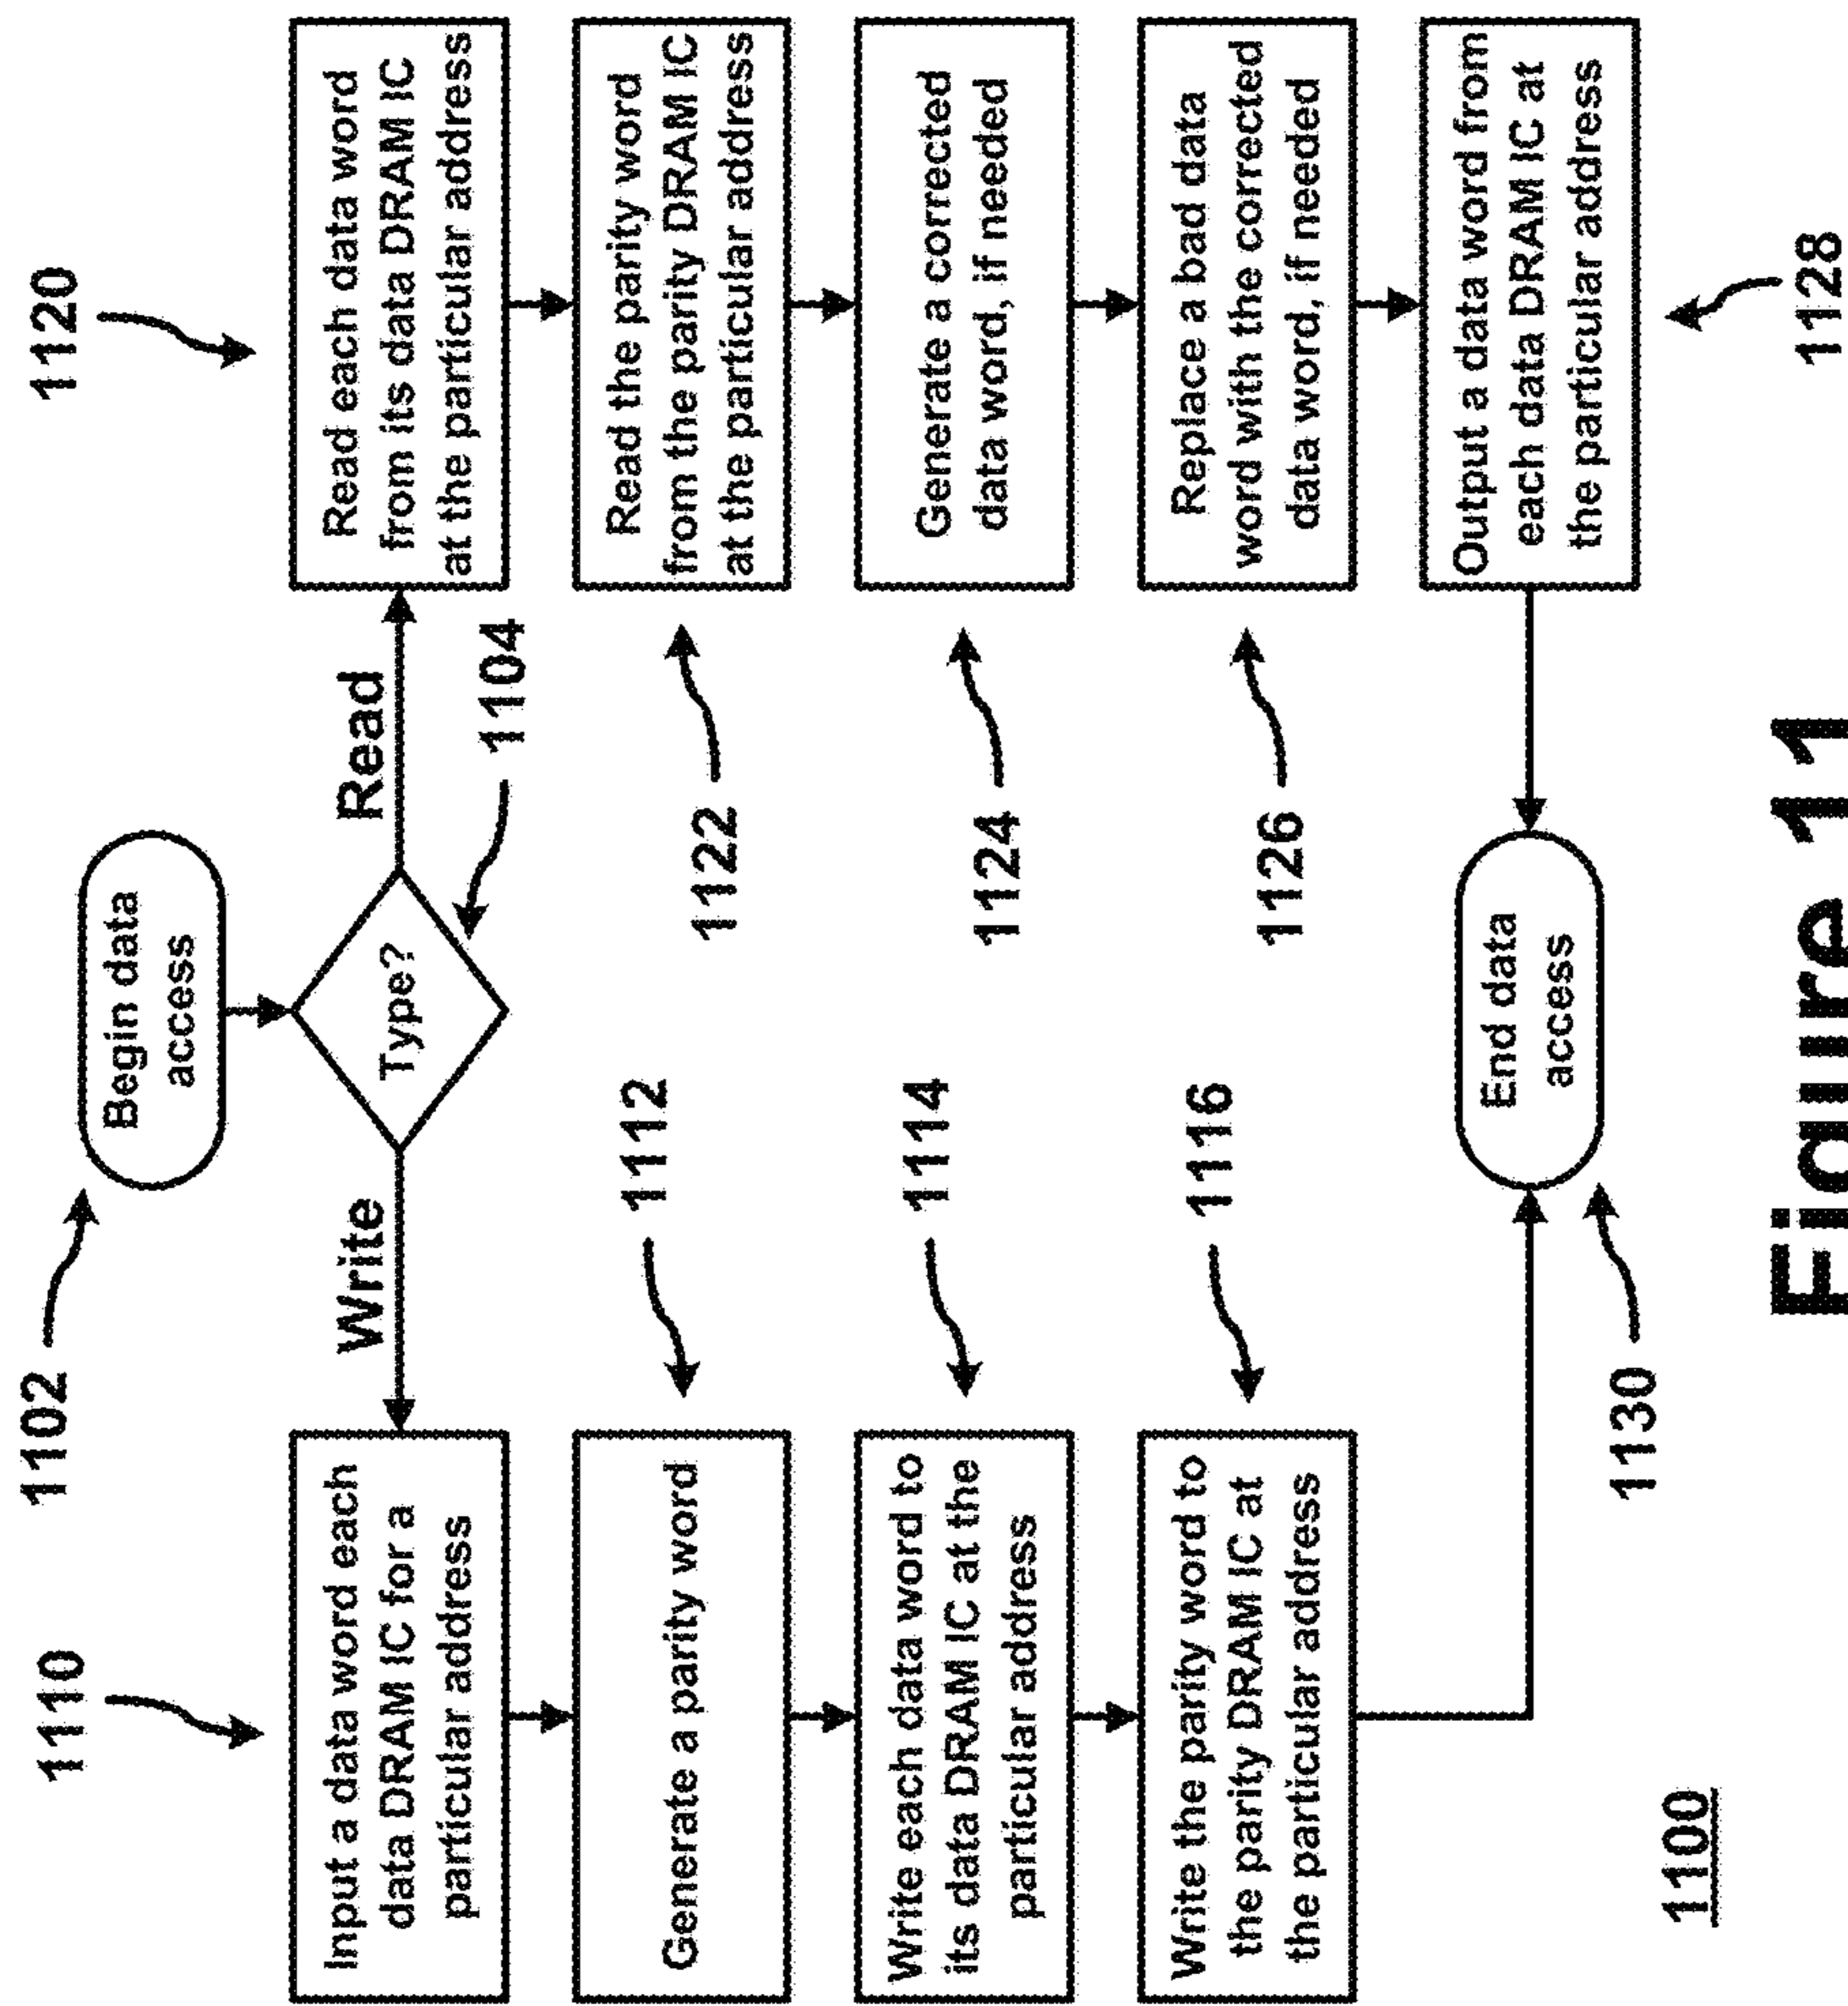 1102
Begin data
access
1104
Type?
Write
Read
1110
Input a data word each
data DRAM IC for a
particular address
1112
Generate a parity word
1114
Write each data word to
its data DRAM IC at the
particular address
1116
Write the parity word to
the parity DRAM IC at
the particular address
1120
Read each data word
from its data DRAM IC
at the particular address
1122
Read the parity word
from the parity DRAM IC
at the particular address
1124
Generate a corrected
data word, if needed
1126
Replace a bad data
word with the corrected
data word, if needed
1128
Output a data word from
each data DRAM IC at
the particular address
End data
access
1130
1100
Figure 11